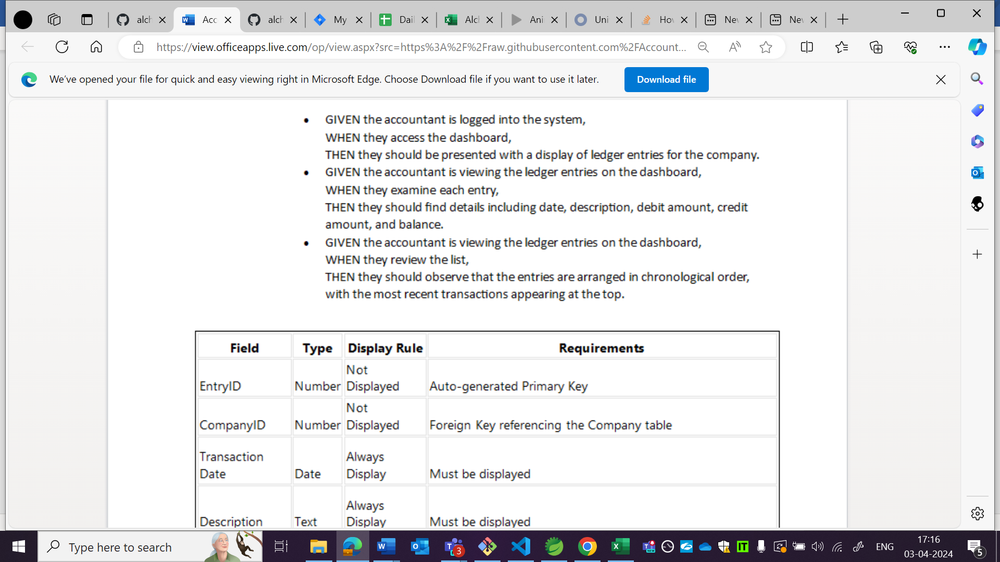 alch
Acc
alch
My
Dail
Alch
Ani
Uni
Hov
Nev
Nev
https://view.officeapps.live.com/op/view.aspx?src=https%3A%2F%2Fraw.githubusercontent.com%2FAccount...
We've opened your file for quick and easy viewing right in Microsoft Edge. Choose Download file if you want to use it later.
Download file
• GIVEN the accountant is logged into the system,
WHEN they access the dashboard,
THEN they should be presented with a display of ledger entries for the company.
• GIVEN the accountant is viewing the ledger entries on the dashboard,
WHEN they examine each entry,
THEN they should find details including date, description, debit amount, credit
amount, and balance.
• GIVEN the accountant is viewing the ledger entries on the dashboard,
WHEN they review the list,
THEN they should observe that the entries are arranged in chronological order,
with the most recent transactions appearing at the top.
Field Type Display Rule Requirements
Not
EntryID Number Displayed Auto-generated Primary Key
Not
CompanyID Number Displayed Foreign Key referencing the Company table
Transaction Always
Date Date Display Must be displayed
Always
Description Text Display Must be displayed
Type here to search
3
NEW
IT
ENG
17:16
03-04-2024
5